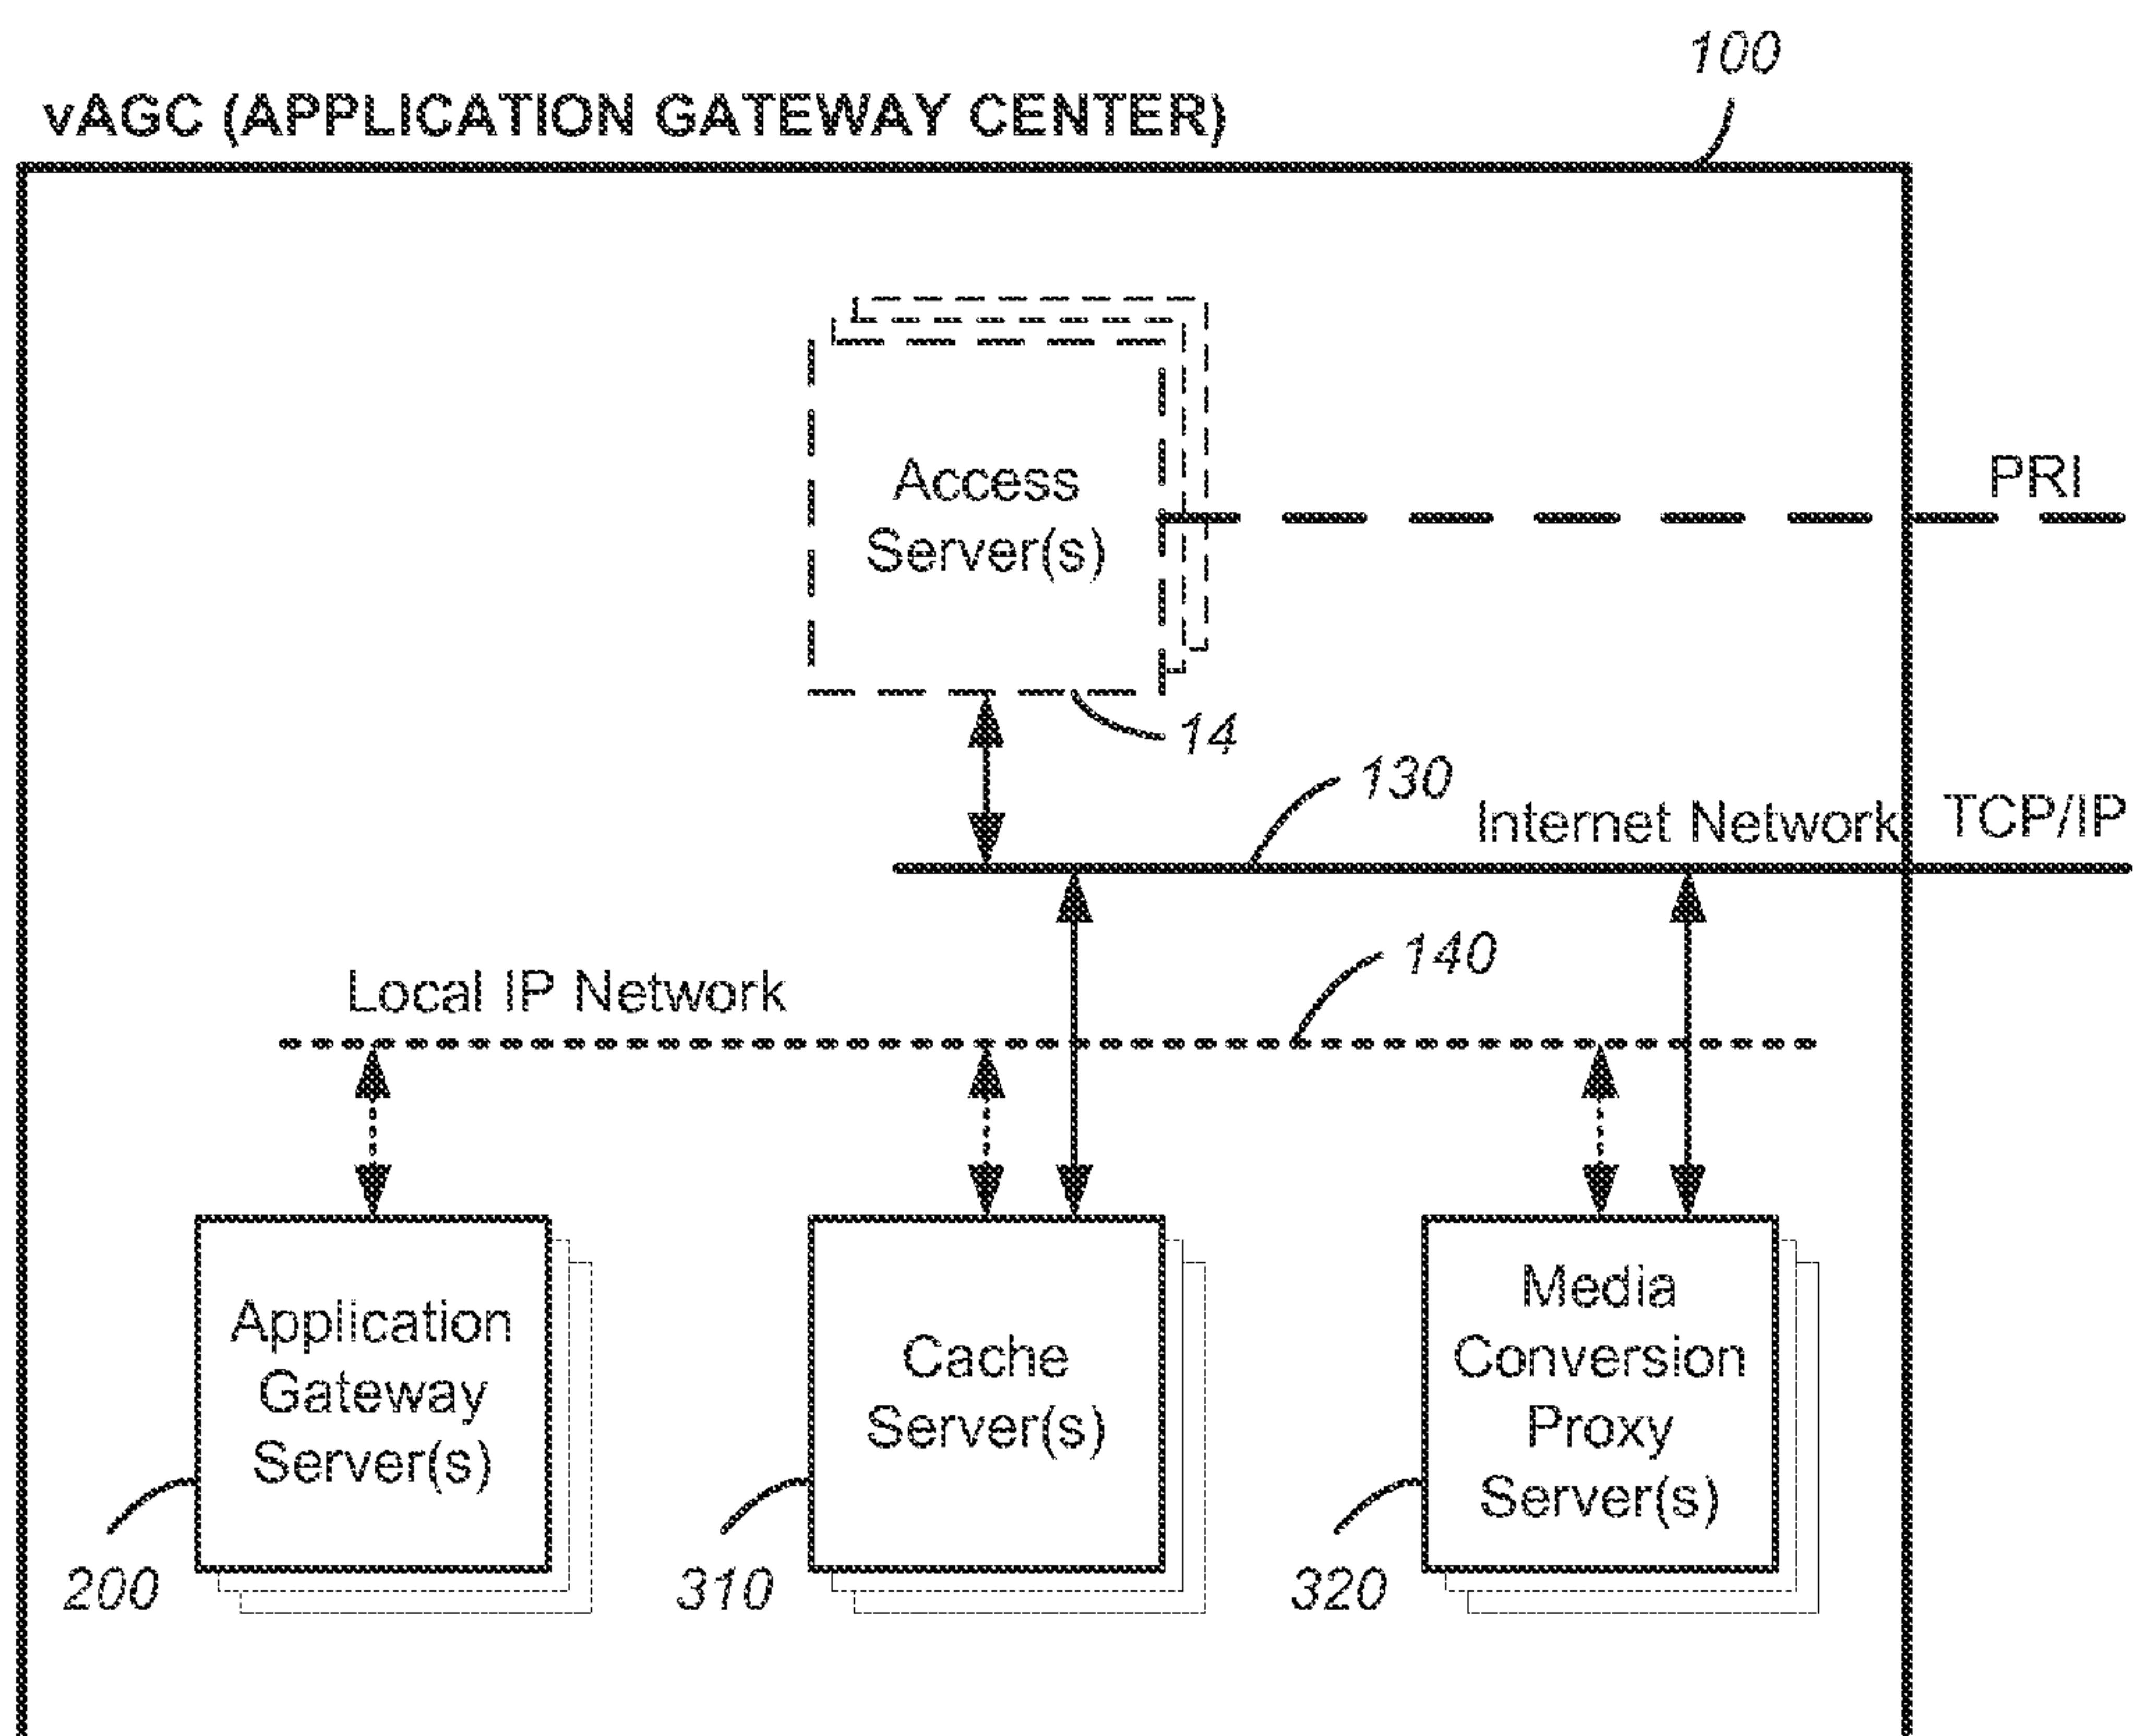 100
vAGC (APPLICATION GATEWAY CENTER)
Access
Server(s)
PRI
14
130
Internet Network
TCP/IP
140
Local IP Network
Application
Gateway
Server(s)
Cache
Server(s)
Media
Conversion
Proxy
Server(s)
200
310
320